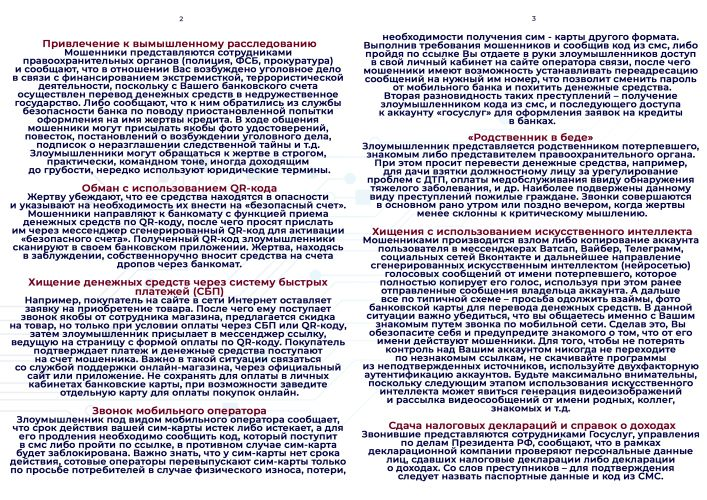 2
Привлечение к вымышленному расследованию
Мошенники представляются сотрудниками
правоохранительных органов (полиция, ФСБ, прокуратура)
и сообщают, что в отношении Вас возбуждено уголовное дело
в связи с финансированием экстремисткой, террористической
деятельности, поскольку с Вашего банковского счета
осуществлен перевод денежных средств в недружественное
государство. Либо сообщают, что к ним обратились из службы
безопасности банка по поводу приостановленной попытки
оформления на имя жертвы кредита. В ходе общения
мошенники могут присылать якобы фото удостоверений,
повесток, постановлений о возбуждении уголовного дела,
подписок о неразглашении следственной тайны и т.д.
Злоумышленники могут обращаться к жертве в строгом,
практически, командном тоне, иногда доходящим
до грубости, нередко используют юридические термины.
Обман с использованием QR-кода
Жертву убеждают, что ее средства находятся в опасности
и указывают на необходимость их внести на «безопасный счет».
Мошенники направляют к банкомату с функцией приема
денежных средств по QR-коду, после чего просят прислать
им через мессенджер сгенерированный QR-код для активации
«безопасного счета». Полученный QR-код злоумышленники
сканируют в своем банковском приложении. Жертва, находясь
в заблуждении, собственноручно вносит средства на счета
дропов через банкомат.
Хищение денежных средств через систему быстрых
платежей (СБП)
Например, покупатель на сайте в сети Интернет оставляет
заявку на приобретение товара. После чего ему поступает
звонок якобы от сотрудника магазина, предлагается скидка
на товар, но только при условии оплаты через СБП или QR-коду,
затем злоумышленник присылает в мессенджер ссылку,
ведущую на страницу с формой оплаты по QR-коду. Покупатель
подтверждает платеж и денежные средства поступают
на счет мошенника. Важно в такой ситуации связаться
со службой поддержки онлайн-магазина, через официальный
сайт или приложение. Не сохранять для оплаты в личных
кабинетах банковские карты, при возможности заведите
отдельную карту для оплаты покупок онлайн.
Звонок мобильного оператора
Злоумышленник под видом мобильного оператора сообщает,
что срок действия вашей сим-карты истек либо истекает, а для
его продления необходимо сообщить код, который поступит
в смс либо пройти по ссылке, в противном случае сим-карта
будет заблокирована. Важно знать, что у сим-карты нет срока
действия, сотовые операторы перевыпускают сим-карты только
по просьбе потребителей в случае физического износа, потери,
3
необходимости получения сим - карты другого формата.
Выполнив требования мошенников и сообщив код из смс, либо
пройдя по ссылке Вы отдаете в руки злоумышленников доступ
в свой личный кабинет на сайте оператора связи, после чего
мошенники имеют возможность устанавливать переадресацию
сообщений на нужный им номер, что позволит сменить пароль
от мобильного банка и похитить денежные средства.
Вторая разновидность таких преступлений – получение
злоумышленником кода из смс, и последующего доступа
к аккаунту «госуслуг» для оформления заявок на кредиты
в банках.
«Родственник в беде»
Злоумышленник представляется родственником потерпевшего,
знакомым либо представителем правоохранительного органа.
При этом просит перевести денежные средства, например,
для дачи взятки должностному лицу за урегулирование
проблем с ДТП, оплаты медобслуживания ввиду обнаружения
тяжелого заболевания, и др. Наиболее подвержены данному
виду преступлений пожилые граждане. Звонки совершаются
в основном рано утром или поздно вечером, когда жертвы
менее склонны к критическому мышлению.
Хищения с использованием искусственного интеллекта
Мошенниками производится взлом либо копирование аккаунта
пользователя в мессенджерах Ватсап, Вайбер, Телеграмм,
социальных сетях Вконтакте и дальнейшее направление
сгенерированных искусственным интеллектом (нейросетью)
голосовых сообщений от имени потерпевшего, которое
полностью копирует его голос, используя при этом ранее
отправленные сообщения владельца аккаунта. А дальше
все по типичной схеме – просьба одолжить взаймы, фото
банковской карты для перевода денежных средств. В данной
ситуации важно убедиться, что вы общаетесь именно с Вашим
знакомым путем звонка по мобильной сети. Сделав это, Вы
обезопасите себя и предупредите знакомого о том, что от его
имени действуют мошенники. Для того, чтобы не потерять
контроль над Вашим аккаунтом никогда не переходите
по незнакомым ссылкам, не скачивайте программы
из неподтвержденных источников, используйте двухфакторную
аутентификацию аккаунтов. Будьте максимально внимательны,
поскольку следующим этапом использования искусственного
интеллекта может явиться генерация видеоизображений
и рассылка видеосообщений от имени родных, коллег,
знакомых и т.д.
Сдача налоговых деклараций и справок о доходах
Звонившие представляются сотрудниками Госуслуг, управления
по делам Президента РФ, сообщают, что в рамках
декларационной компании проверяют персональные данные
лиц, сдавших налоговые декларации либо декларации
о доходах. Со слов преступников – для подтверждения
следует назвать паспортные данные и код из СМС.